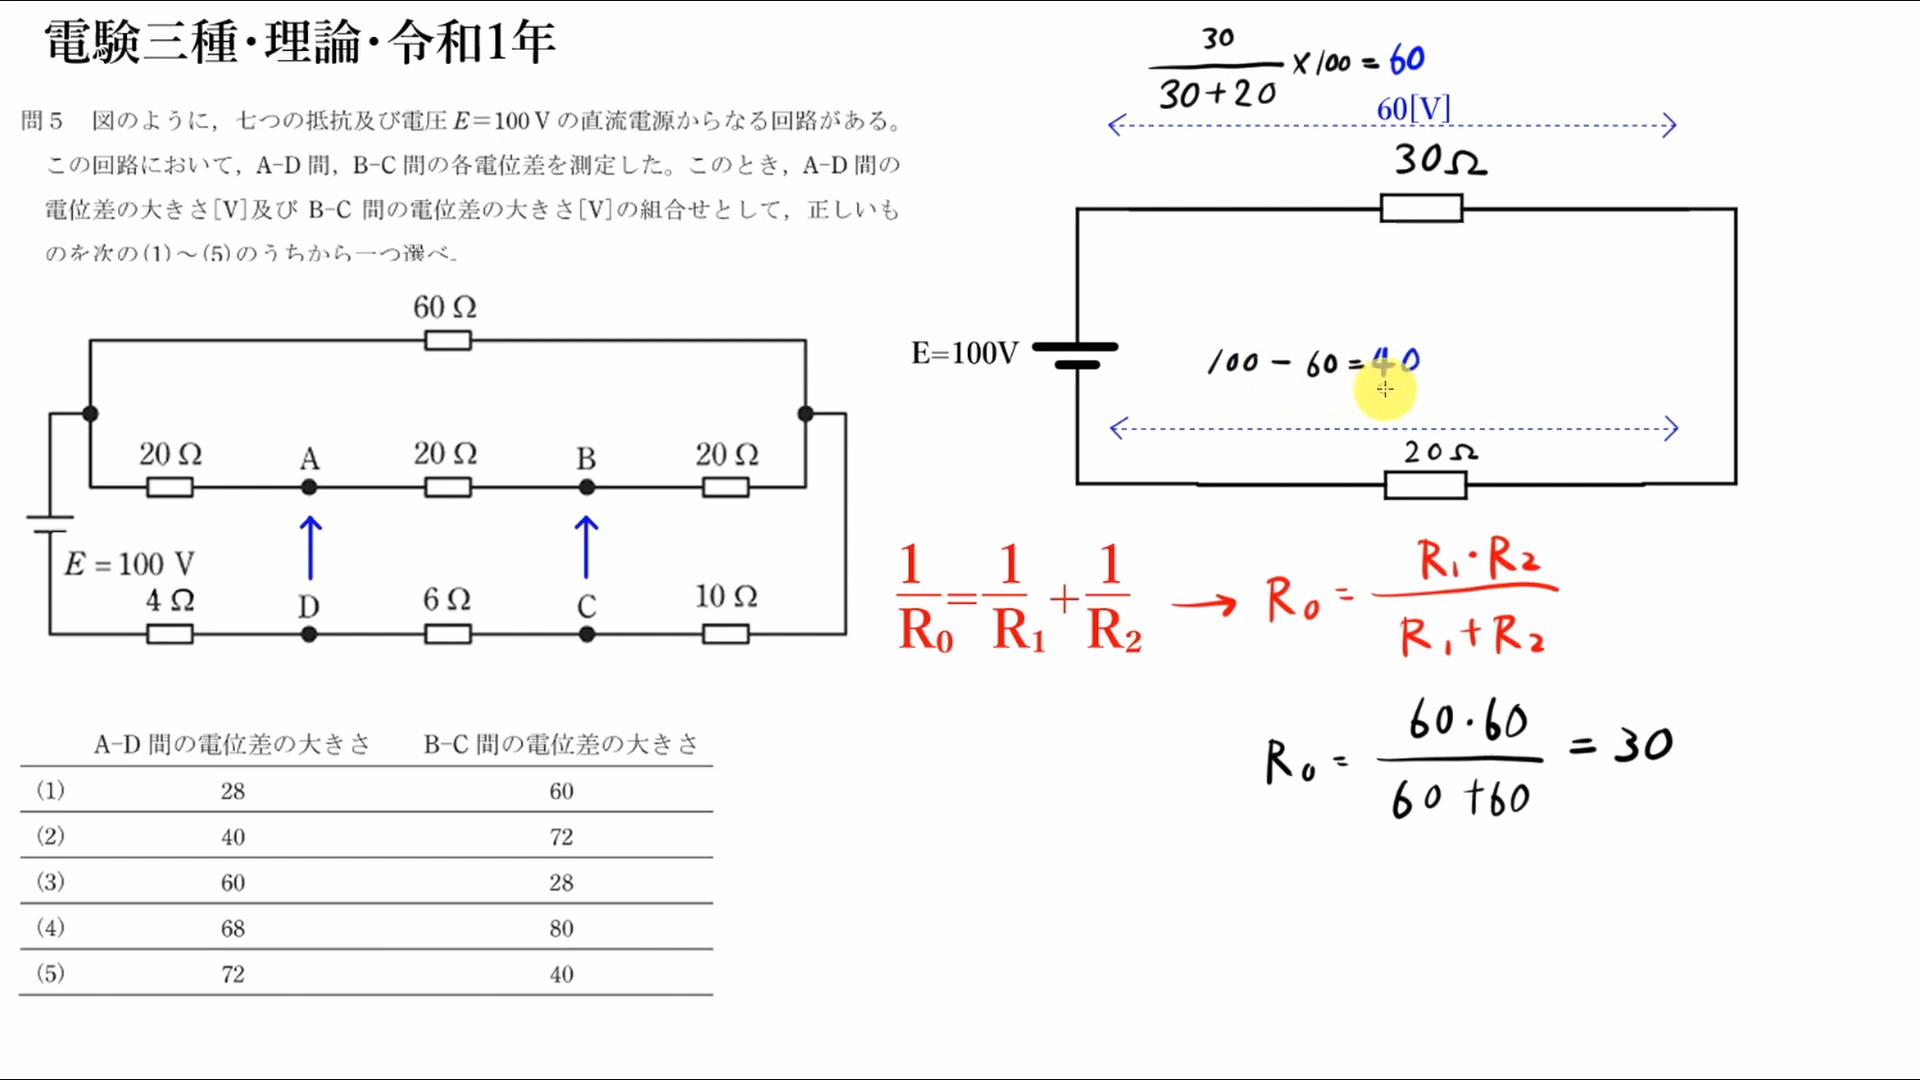 電験三種･理論･令和1年
問５　図のように，七つの抵抗及び電圧E＝100 Vの直流電源からなる回路がある。
この回路において，A-D 間，B-C 間の各電位差を測定した。このとき，A-D 間の
電位差の大きさ[V]及び B-C 間の電位差の大きさ[V]の組合せとして，正しいも
のを次の(1)～(5)のうちから一つ選べ。
60 Ω
20 Ω A 20 Ω B 20 Ω
E = 100 V
4 Ω D 6 Ω C 10 Ω
A-D 間の電位差の大きさ B-C 間の電位差の大きさ
(1) 28 60
(2) 40 72
(3) 60 28
(4) 68 80
(5) 72 40
30/(30+20) ×100 = 60
60[V]
30Ω
E=100V
100 − 60 = 40
20Ω
1/R₀ = 1/R₁ + 1/R₂ → R₀ = R₁･R₂/(R₁+R₂)
R₀ = 60･60/(60+60) = 30